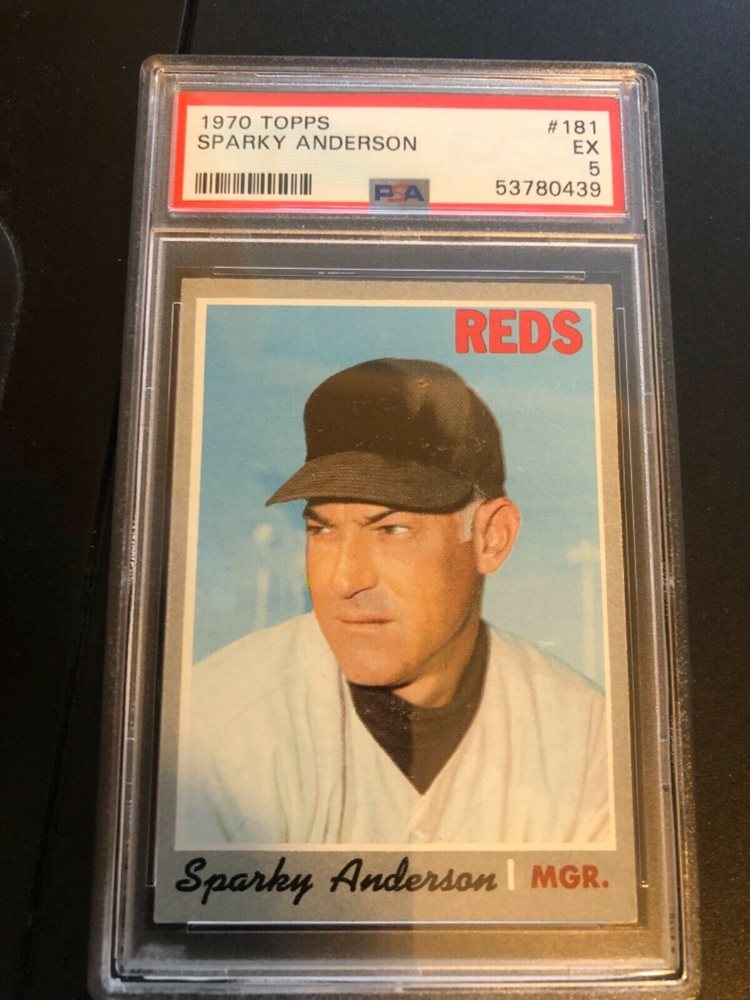 1970 TOPPS #181
SPARKY ANDERSON EX
5
PSA 53780439
REDS
Sparky Anderson | MGR.